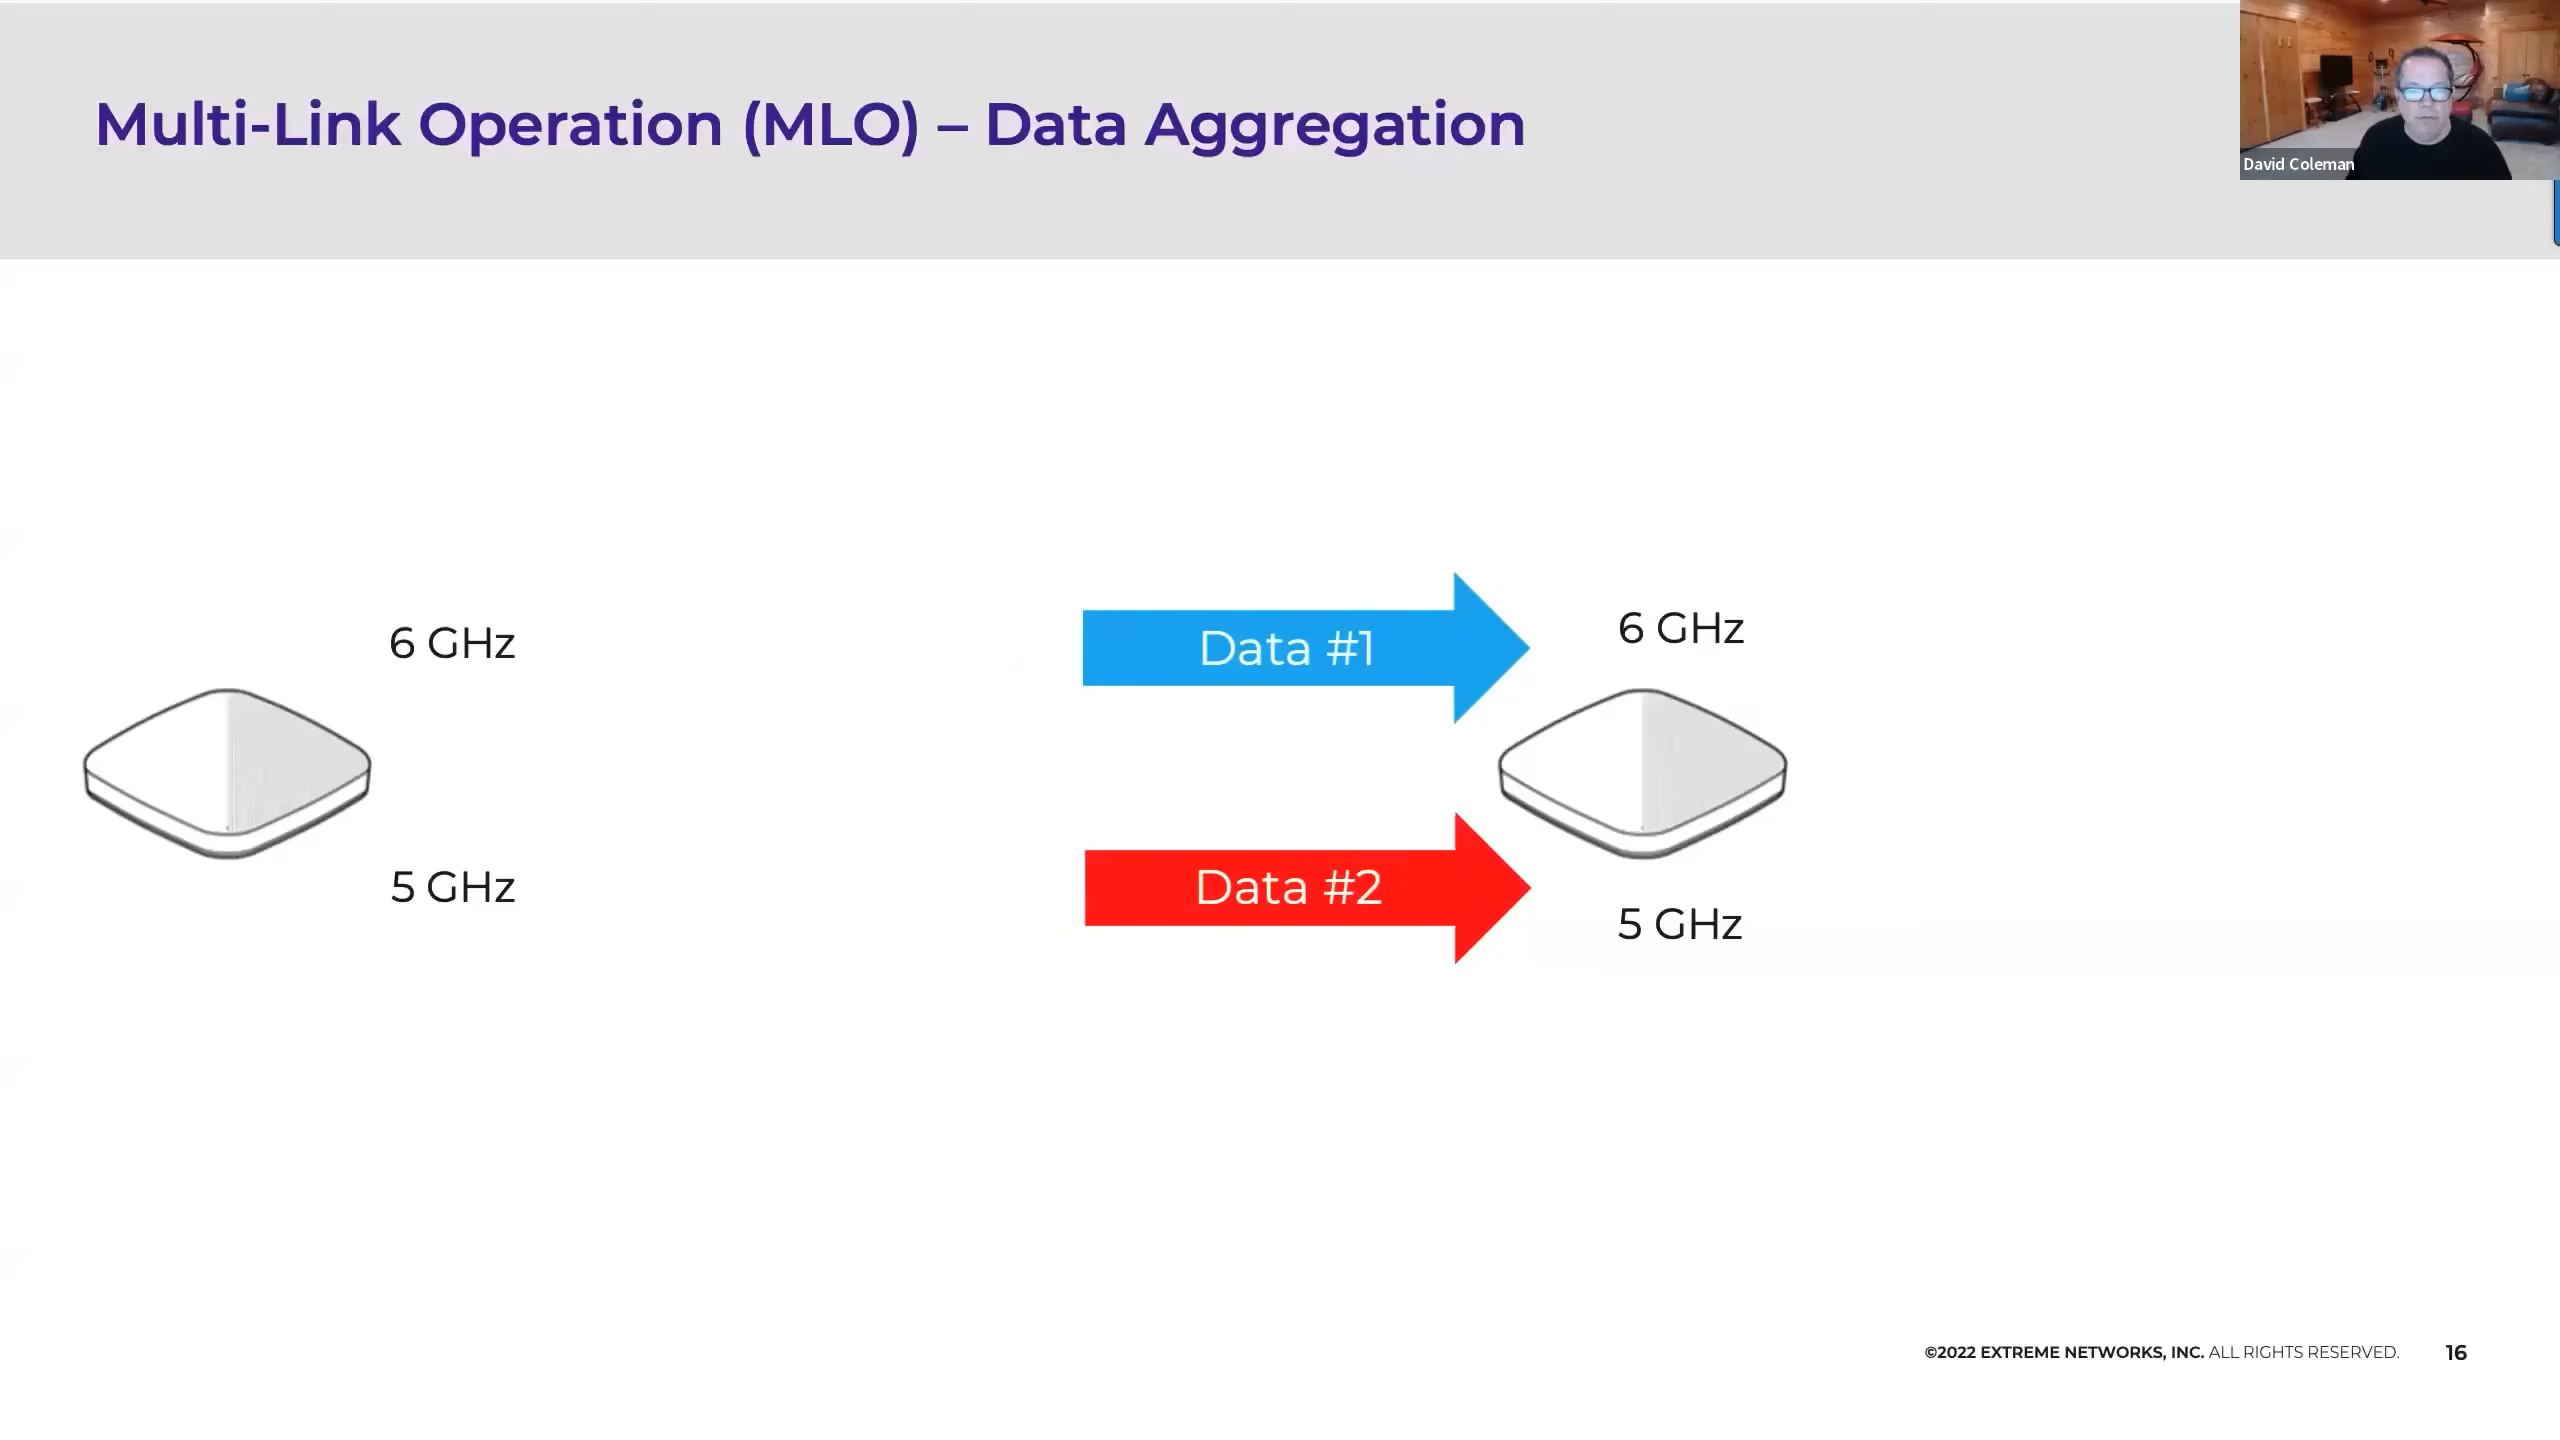 Multi-Link Operation (MLO) – Data Aggregation
David Coleman
6 GHz
Data #1
6 GHz
5 GHz
Data #2
5 GHz
©2022 EXTREME NETWORKS, INC. ALL RIGHTS RESERVED. 16